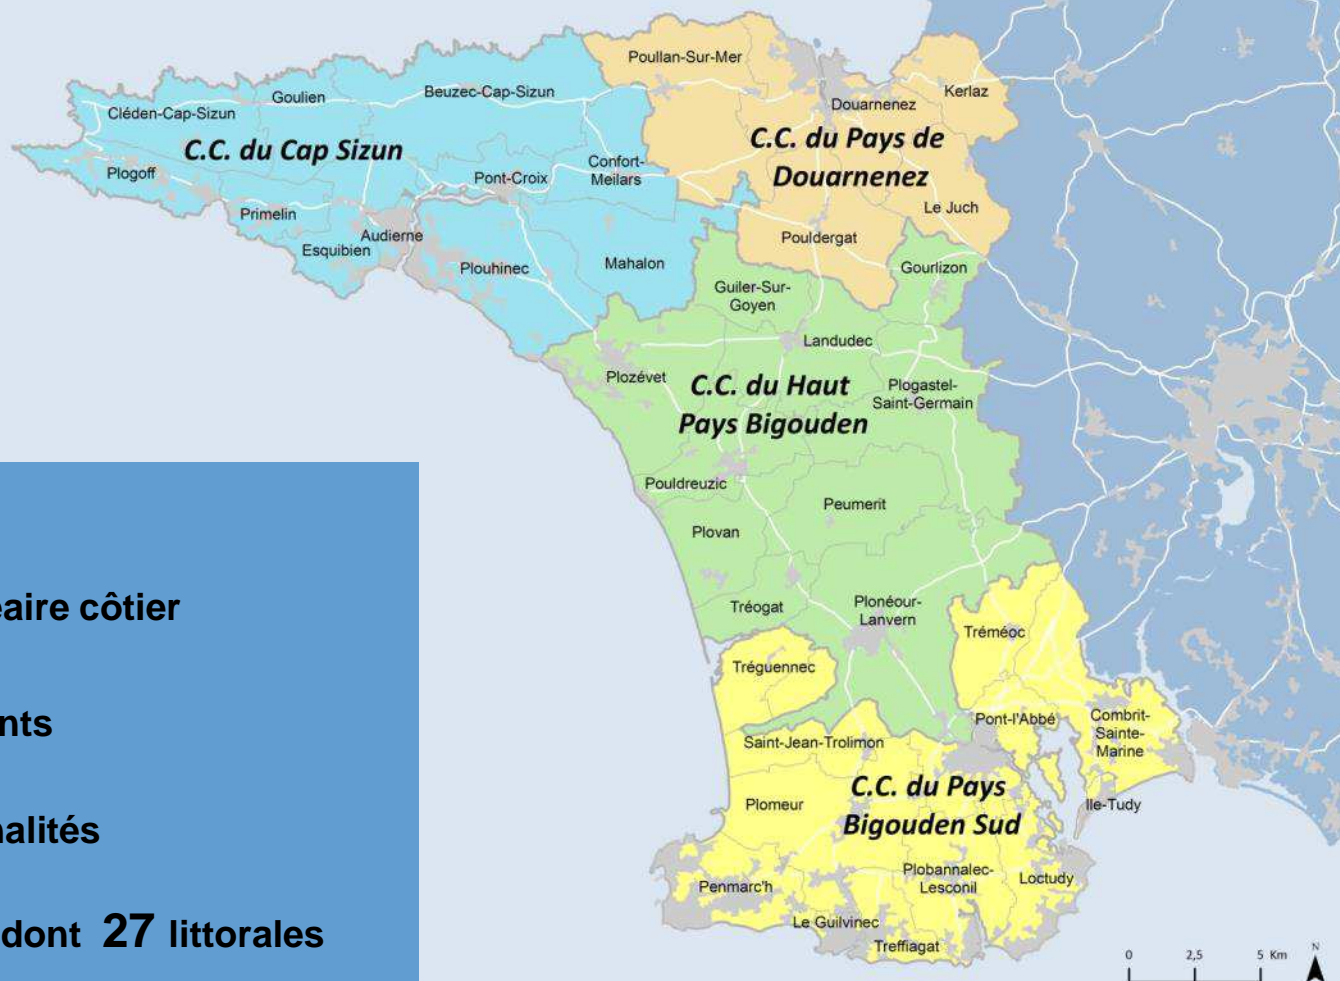 Poullan-Sur-Mer
Kerlaz
Beuzec-Cap-Sizun
Goulien
Douarnenez
Cléden-Cap-Sizun
C.C. du Pays de
Douarnenez
C.C. du Cap Sizun
Confort-
Meilars
Plogoff
Pont-Croix
Le Juch
Primelin
Audierne
Pouldergat
Esquibien
Plouhinec
Mahalon
Gourlizon
Guiler-Sur-
Goyen
Landudec
Plozévet
C.C. du Haut
Pays Bigouden
Plogastel-
Saint-Germain
Pouldreuzic
Peumerit
Plovan
Tréogat
Plonéour-
Lanvern
Tréméoc
Tréguennec
Pont-l'Abbé
Combrit-
Sainte-
Marine
Saint-Jean-Trolimon
C.C. du Pays
Bigouden Sud
Plomeur
Ile-Tudy
Plobannalec-
Lesconil
Loctudy
Penmarc'h
Le Guilvinec
Treffiagat
aire côtier
nts
alités
dont 27 littorales
0 2,5 5 Km
N